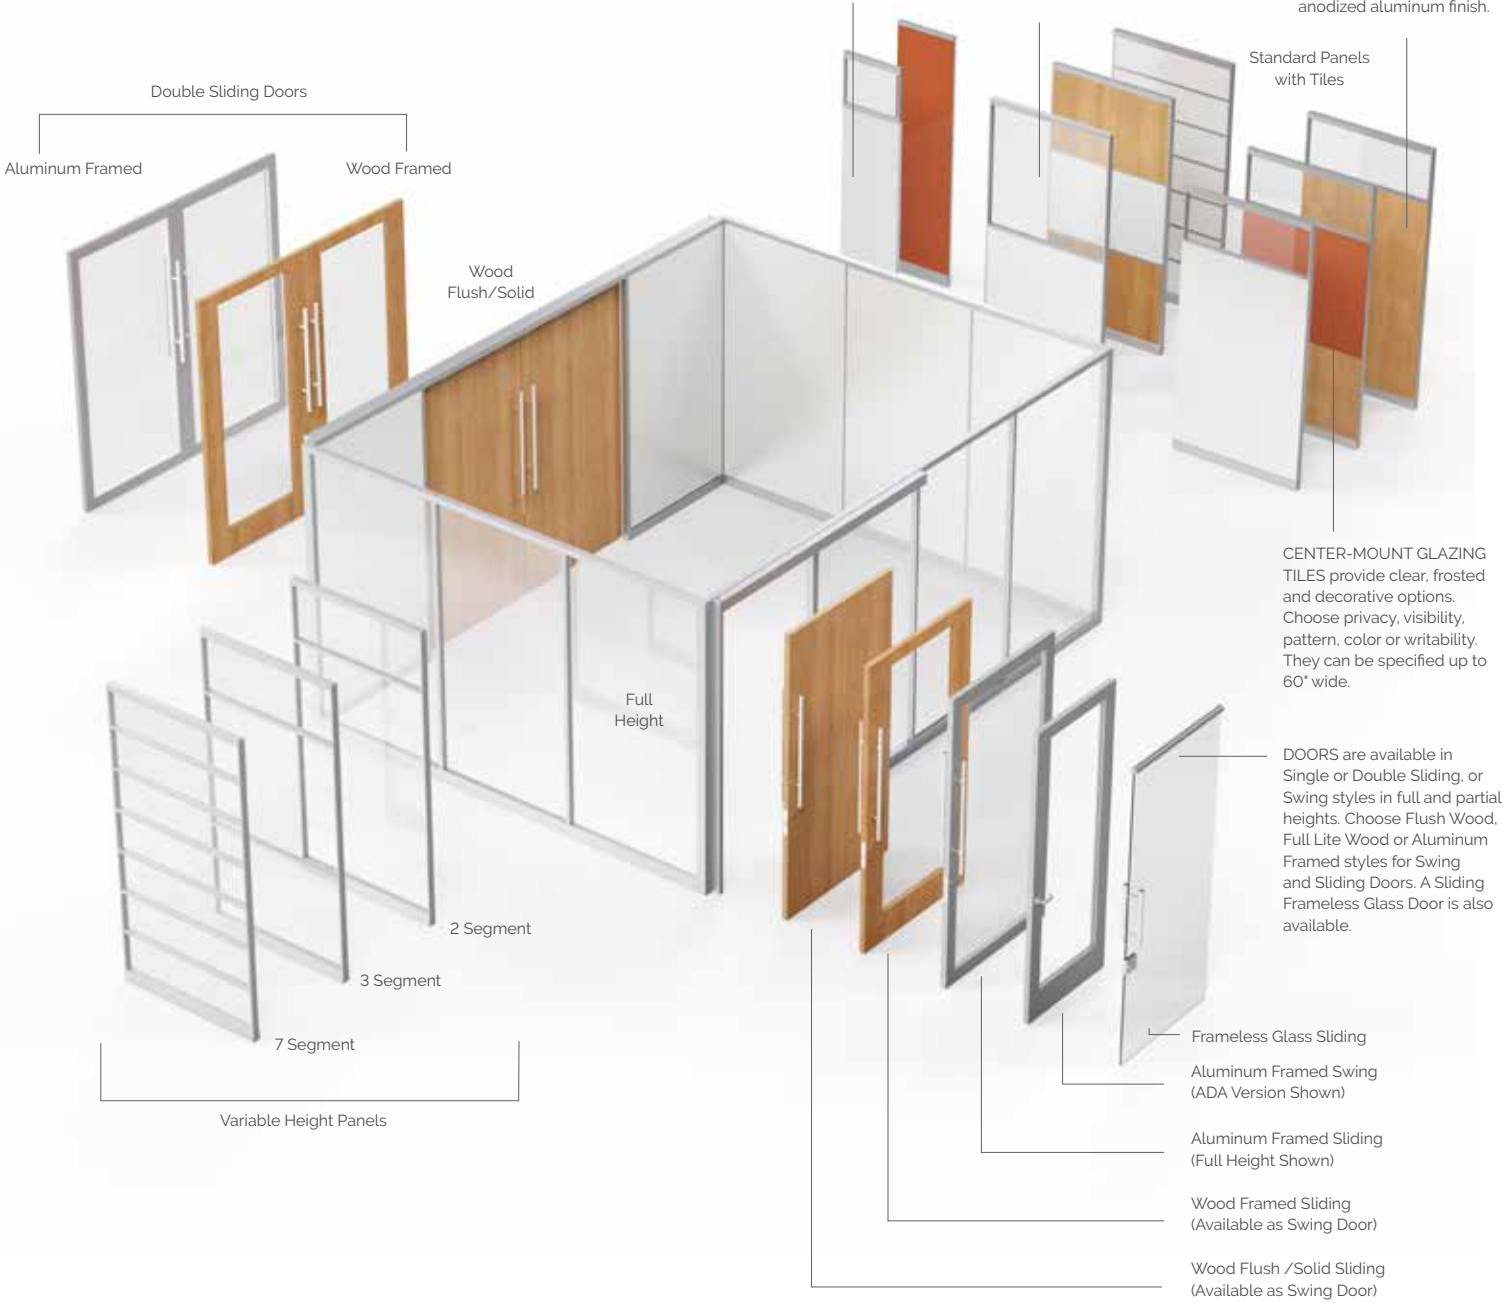 anodized aluminum finish.
Standard Panels
with Tiles
Double Sliding Doors
Aluminum Framed
Wood Framed
Wood
Flush/Solid
Full
Height
CENTER-MOUNT GLAZING
TILES provide clear, frosted
and decorative options.
Choose privacy, visibility,
pattern, color or writability.
They can be specified up to
60" wide.
DOORS are available in
Single or Double Sliding, or
Swing styles in full and partial
heights. Choose Flush Wood,
Full Lite Wood or Aluminum
Framed styles for Swing
and Sliding Doors. A Sliding
Frameless Glass Door is also
available.
2 Segment
3 Segment
7 Segment
Variable Height Panels
Frameless Glass Sliding
Aluminum Framed Swing
(ADA Version Shown)
Aluminum Framed Sliding
(Full Height Shown)
Wood Framed Sliding
(Available as Swing Door)
Wood Flush /Solid Sliding
(Available as Swing Door)